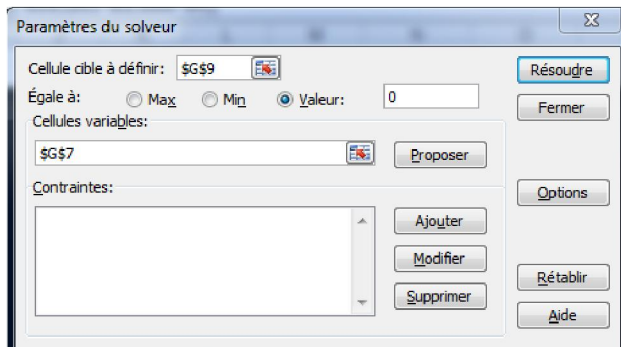 Paramètres du solveur
Cellule cible à définir: $G$9
Résoudre
Égale à: Max Min Valeur: 0
Fermer
Cellules variables:
$G$7 Proposer
Contraintes:
Options
Ajouter
Modifier
Rétablir
Supprimer
Aide